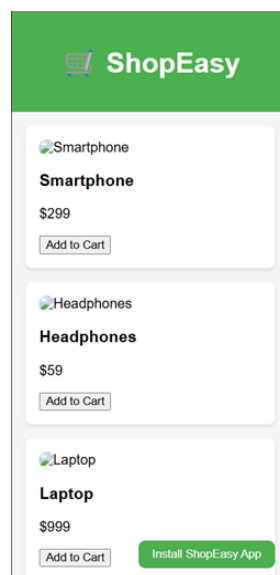 🛒 ShopEasy
Smartphone
Smartphone
$299
Add to Cart
Headphones
Headphones
$59
Add to Cart
Laptop
Laptop
$999
Add to Cart
Install ShopEasy App